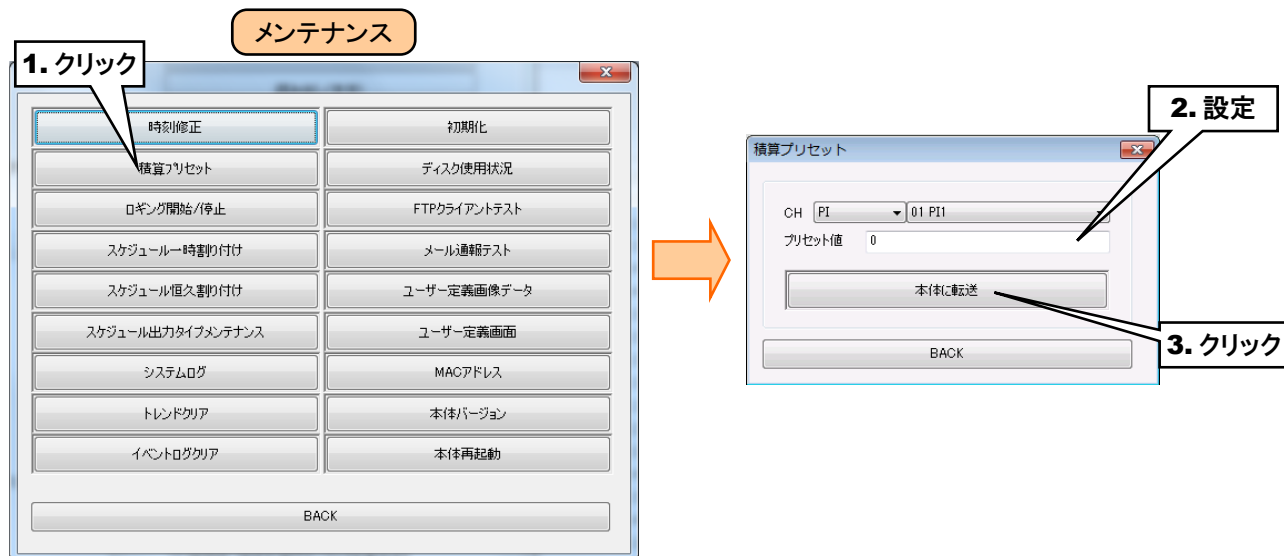 メンテナンス
1. クリック
時刻修正
初期化
積算プリセット
ディスク使用状況
ロギング開始/停止
FTPクライアントテスト
スケジュール一時割り付け
メール通報テスト
スケジュール恒久割り付け
ユーザー定義画像データ
スケジュール出力タイプメンテナンス
ユーザー定義画面
システムログ
MACアドレス
トレンドクリア
本体バージョン
イベントログクリア
本体再起動
BACK
2. 設定
積算プリセット
CH PI 01 PI1
プリセット値 0
本体に転送
3. クリック
BACK